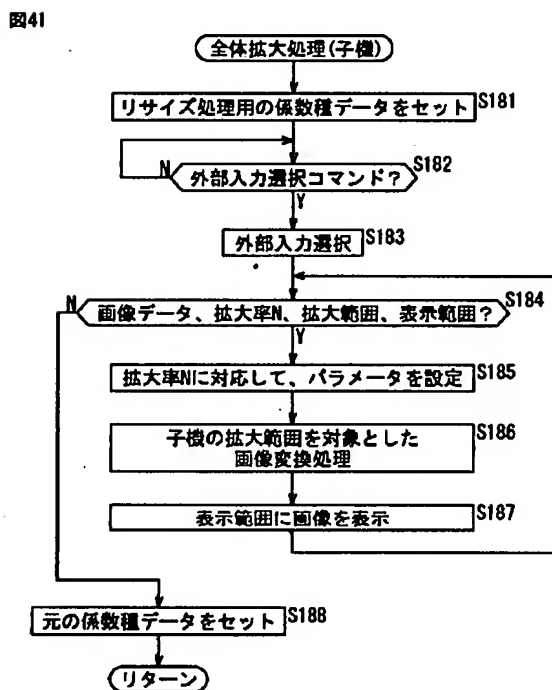 図41
全体拡大処理(子機)
リサイズ処理用の係数種データをセット S181
外部入力選択コマンド? S182
N
Y
外部入力選択 S183
画像データ、拡大率N、拡大範囲、表示範囲? S184
N
Y
拡大率Nに対応して、パラメータを設定 S185
子機の拡大範囲を対象とした S186
画像変換処理
表示範囲に画像を表示 S187
元の係数種データをセット S188
リターン